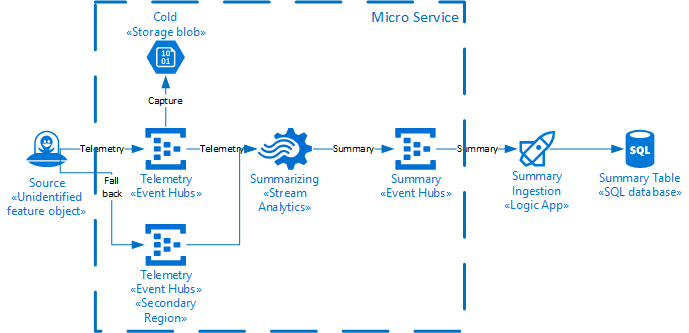 Cold
«Storage blob»
Micro Service
10
01
Capture
Telemetry
Telemetry
Summary
Summary
SQL
Source
«Unidentified
feature object»
Fall
back
Telemetry
«Event Hubs»
Summarizing
«Stream
Analytics»
Summary
«Event Hubs»
Summary
Ingestion
«Logic App»
Summary Table
«SQL database»
Telemetry
«Event Hubs»
«Secondary
Region»